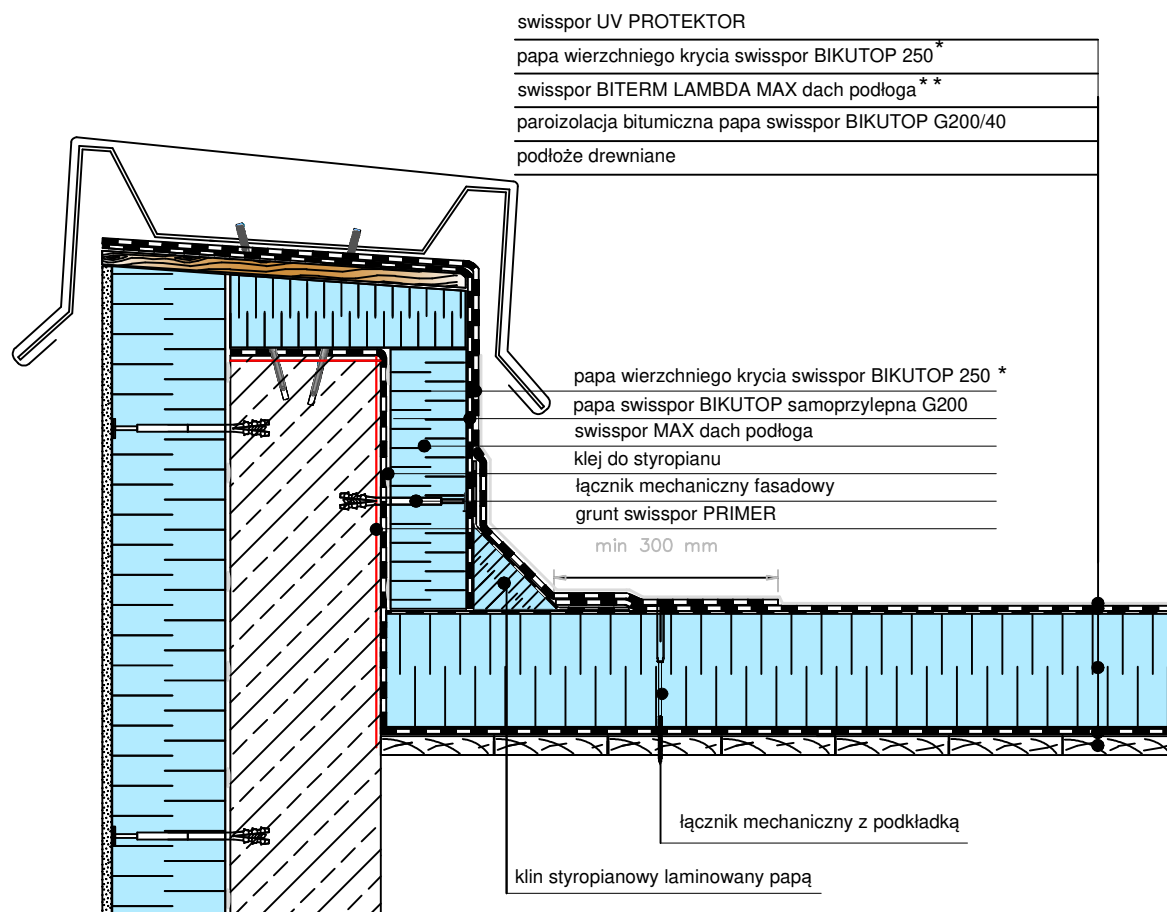 swisspor UV PROTEKTOR
papa wierzchniego krycia swisspor BIKUTOP 250*
swisspor BITERM LAMBDA MAX dach podłoga**
paroizolacja bitumiczna papa swisspor BIKUTOP G200/40
podłoże drewniane
papa wierzchniego krycia swisspor BIKUTOP 250 *
papa swisspor BIKUTOP samoprzylepna G200
swisspor MAX dach podłoga
klej do styropianu
łącznik mechaniczny fasadowy
grunt swisspor PRIMER
min 300 mm
łącznik mechaniczny z podkładką
klin styropianowy laminowany papą